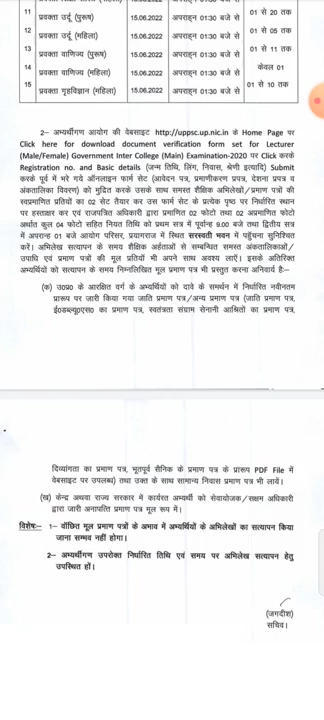 11 प्रवक्ता उर्दू (पुरूष) 15.06.2022 अपराह्न 01:30 बजे से 01 से 20 तक
12 प्रवक्ता उर्दू (महिला) 15.06.2022 अपराह्न 01:30 बजे से 01 से 05 तक
13 प्रवक्ता वाणिज्य (पुरूष) 15.06.2022 अपराह्न 01:30 बजे से 01 से 11 तक
14 प्रवक्ता वाणिज्य (महिला) 15.06.2022 अपराह्न 01:30 बजे से केवल 01
15 प्रवक्ता गृहविज्ञान (महिला) 15.06.2022 अपराह्न 01:30 बजे से 01 से 10 तक
2– अभ्यर्थीगण आयोग की वेबसाइट http://uppsc.up.nic.in के Home Page पर
Click here for download document verification form set for Lecturer
(Male/Female) Government Inter College (Main) Examination-2020 पर Click करके
Registration no. and Basic details (जन्म तिथि, लिंग, निवास, श्रेणी इत्यादि) Submit
करके पूर्व में भरे गये ऑनलाइन फार्म सेट (आवेदन पत्र, प्रमाणीकरण प्रपत्र, देशना प्रपत्र व
अंकतालिका विवरण) को मुद्रित करके उसके साथ समस्त शैक्षिक अभिलेखों/प्रमाण पत्रों की
स्वप्रमाणित प्रतियों का 02 सेट तैयार कर उस फार्म सेट के प्रत्येक पृष्ठ पर निर्धारित स्थान
पर हस्ताक्षर कर एवं राजपत्रित अधिकारी द्वारा प्रमाणित 02 फोटो तथा 02 अप्रमाणित फोटो
अर्थात कुल 04 फोटो सहित नियत तिथि को प्रथम सत्र में पूर्वान्ह 9.00 बजे तथा द्वितीय सत्र
में अपरान्ह 01 बजे आयोग परिसर, प्रयागराज में स्थित सरस्वती भवन में पहुँचना सुनिश्चित
करें। अभिलेख सत्यापन के समय शैक्षिक अर्हताओं से सम्बन्धित समस्त अंकतालिकाओं/
उपाधि एवं प्रमाण पत्रों की मूल प्रतियाँ भी अपने साथ अवश्य लाएँ। इसके अतिरिक्त
अभ्यर्थियों को सत्यापन के समय निम्नलिखित मूल प्रमाण पत्र भी प्रस्तुत करना अनिवार्य है:–
(क) उ0प्र0 के आरक्षित वर्ग के अभ्यर्थियों को दावे के समर्थन में निर्धारित नवीनतम
प्रारूप पर जारी किया गया जाति प्रमाण पत्र/अन्य प्रमाण पत्र (जाति प्रमाण पत्र,
ई0डब्ल्यू0एस0 का प्रमाण पत्र, स्वतंत्रता संग्राम सेनानी आश्रितों का प्रमाण पत्र,
दिव्यांगता का प्रमाण पत्र, भूतपूर्व सैनिक के प्रमाण पत्र के प्रारूप PDF File में
वेबसाइट पर उपलब्ध) तथा उक्त के साथ सामान्य निवास प्रमाण पत्र भी लायें।
(ख) केन्द्र अथवा राज्य सरकार में कार्यरत अभ्यर्थी को सेवायोजक/सक्षम अधिकारी
द्वारा जारी अनापत्ति प्रमाण पत्र मूल रूप में।
विशेष:– 1– वाँछित मूल प्रमाण पत्रों के अभाव में अभ्यर्थियों के अभिलेखों का सत्यापन किया
जाना सम्भव नहीं होगा।
2– अभ्यर्थीगण उपरोक्त निर्धारित तिथि एवं समय पर अभिलेख सत्यापन हेतु
उपस्थित हों।
(जगदीश)
सचिव।